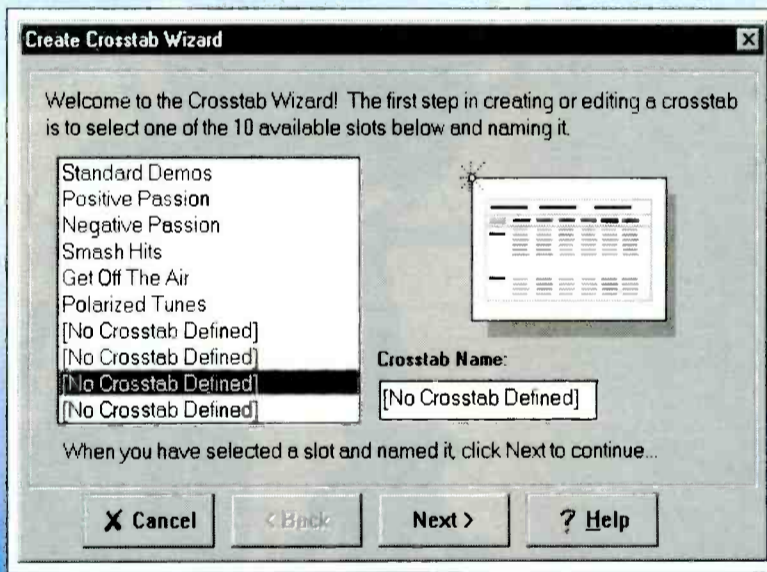 Create Crosstab Wizard
Welcome to the Crosstab Wizard! The first step in creating or editing a crosstab
is to select one of the 10 available slots below and naming it.
Standard Demos
Positive Passion
Negative Passion
Smash Hits
Get Off The Air
Polarized Tunes
[No Crosstab Defined]
[No Crosstab Defined]
[No Crosstab Defined]
[No Crosstab Defined]
Crosstab Name:
[No Crosstab Defined]
When you have selected a slot and named it, click Next to continue...
X Cancel
< Back
Next >
? Help